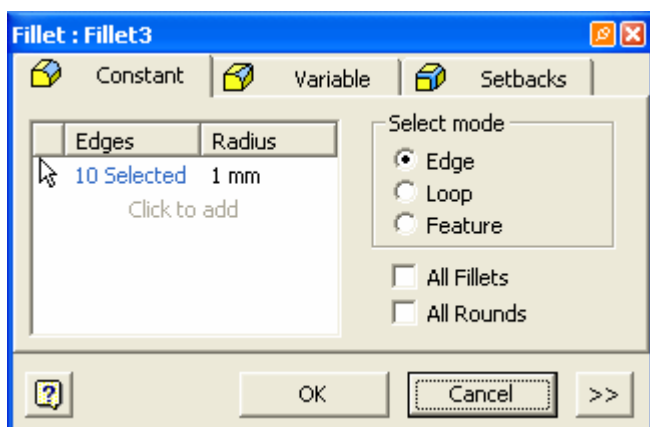 Fillet : Fillet3
Constant Variable Setbacks
Edges Radius
10 Selected 1 mm
Click to add
Select mode
Edge
Loop
Feature
All Fillets
All Rounds
? OK Cancel >>